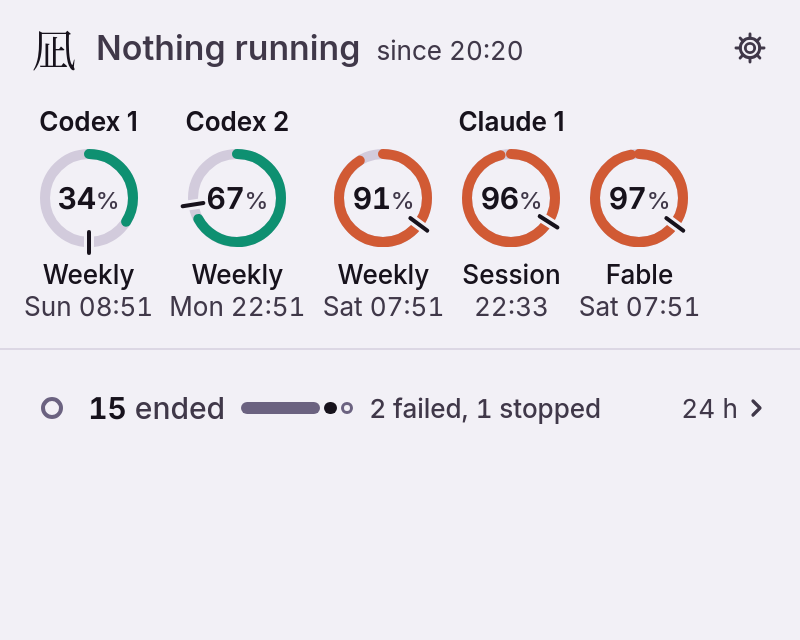 凪 Nothing running since 20:20
Codex 1 Codex 2 Claude 1
34% 67% 91% 96% 97%
Weekly Weekly Weekly Session Fable
Sun 08:51 Mon 22:51 Sat 07:51 22:33 Sat 07:51
15 ended 2 failed, 1 stopped 24 h